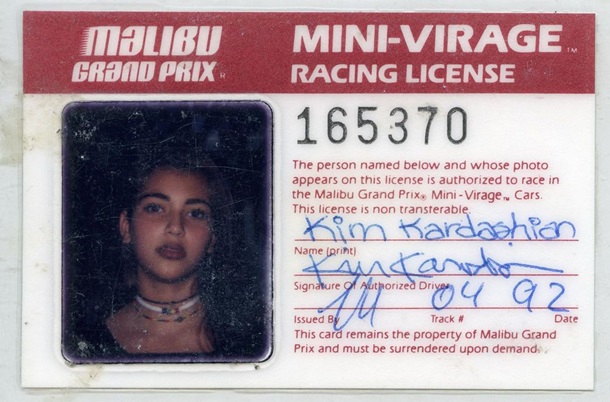 MALIBU
GRAND PRIX®
MINI-VIRAGE™
RACING LICENSE
165370
The person named below and whose photo
appears on this license is authorized to race in
the Malibu Grand Prix® Mini-Virage™ Cars.
This license is non transferable.
Kim Kardashian
Name (print)
Signature Of Authorized Driver
04 92
Issued By Track # Date
This card remains the property of Malibu Grand
Prix and must be surrendered upon demand.